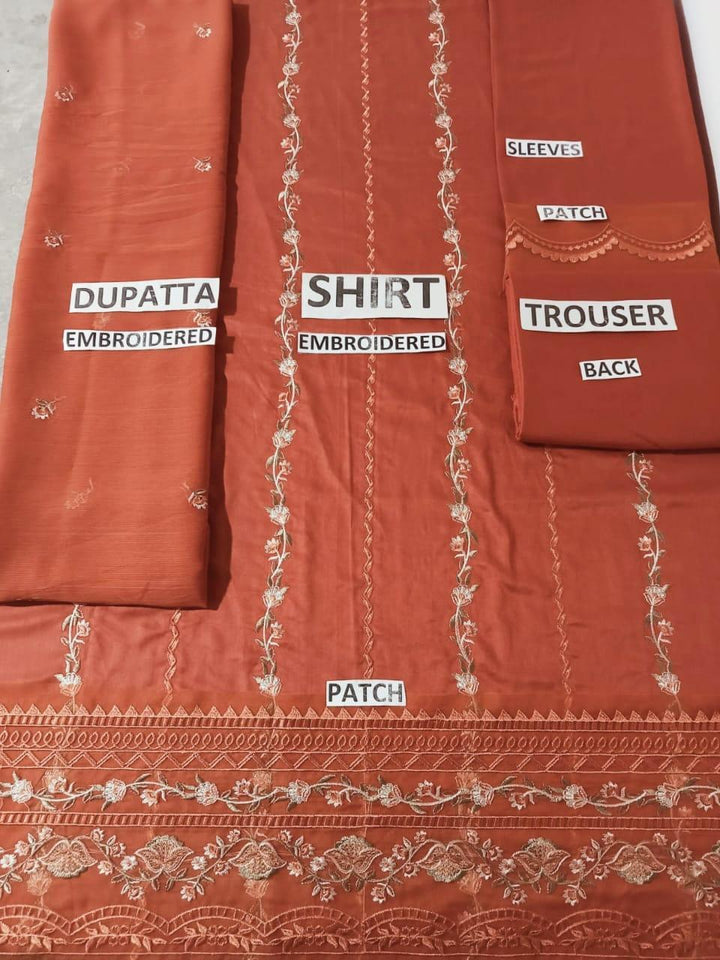 SLEEVES
PATCH
DUPATTA
EMBROIDERED
SHIRT
EMBROIDERED
TROUSER
BACK
PATCH